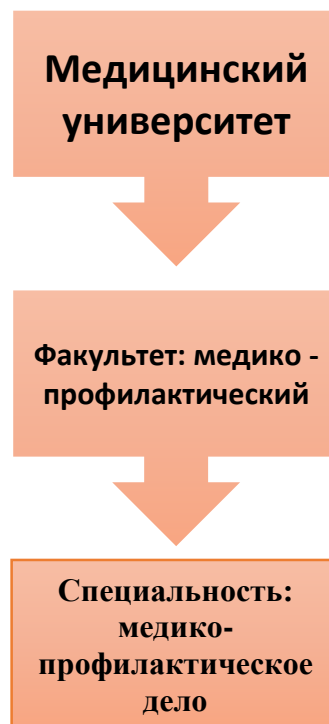 Медицинский
университет
Факультет: медико -
профилактический
Специальность:
медико-
профилактическое
дело